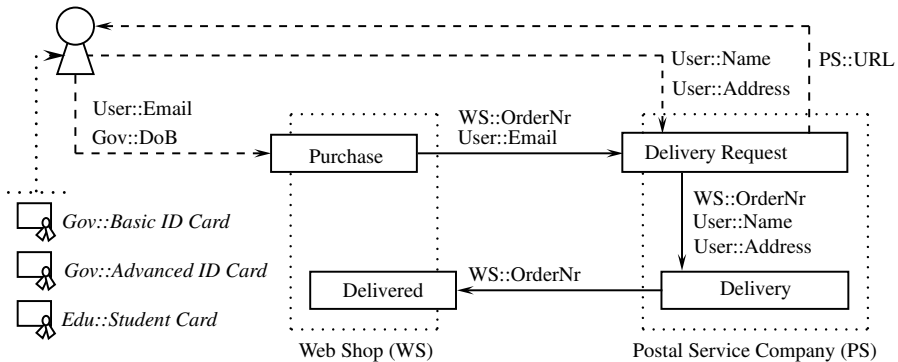 User::Name
User::Address
PS::URL
User::Email
Gov::DoB
WS::OrderNr
User::Email
Purchase
Delivery Request
WS::OrderNr
User::Name
User::Address
Gov::Basic ID Card
Gov::Advanced ID Card
Edu::Student Card
WS::OrderNr
Delivered
Delivery
Web Shop (WS)
Postal Service Company (PS)